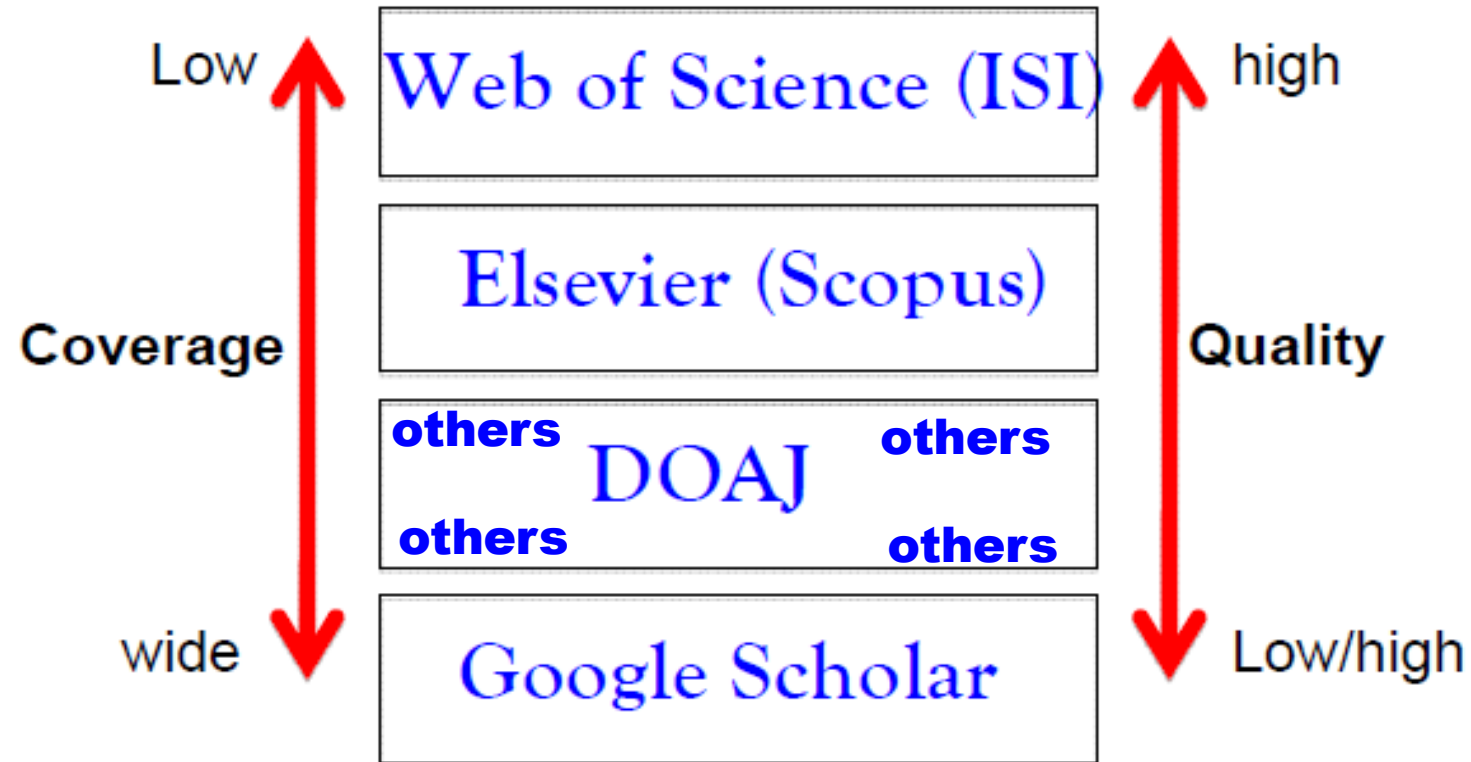 Low
Web of Science (ISI)
high
Elsevier (Scopus)
Coverage
Quality
others
others
DOAJ
others
others
wide
Google Scholar
Low/high